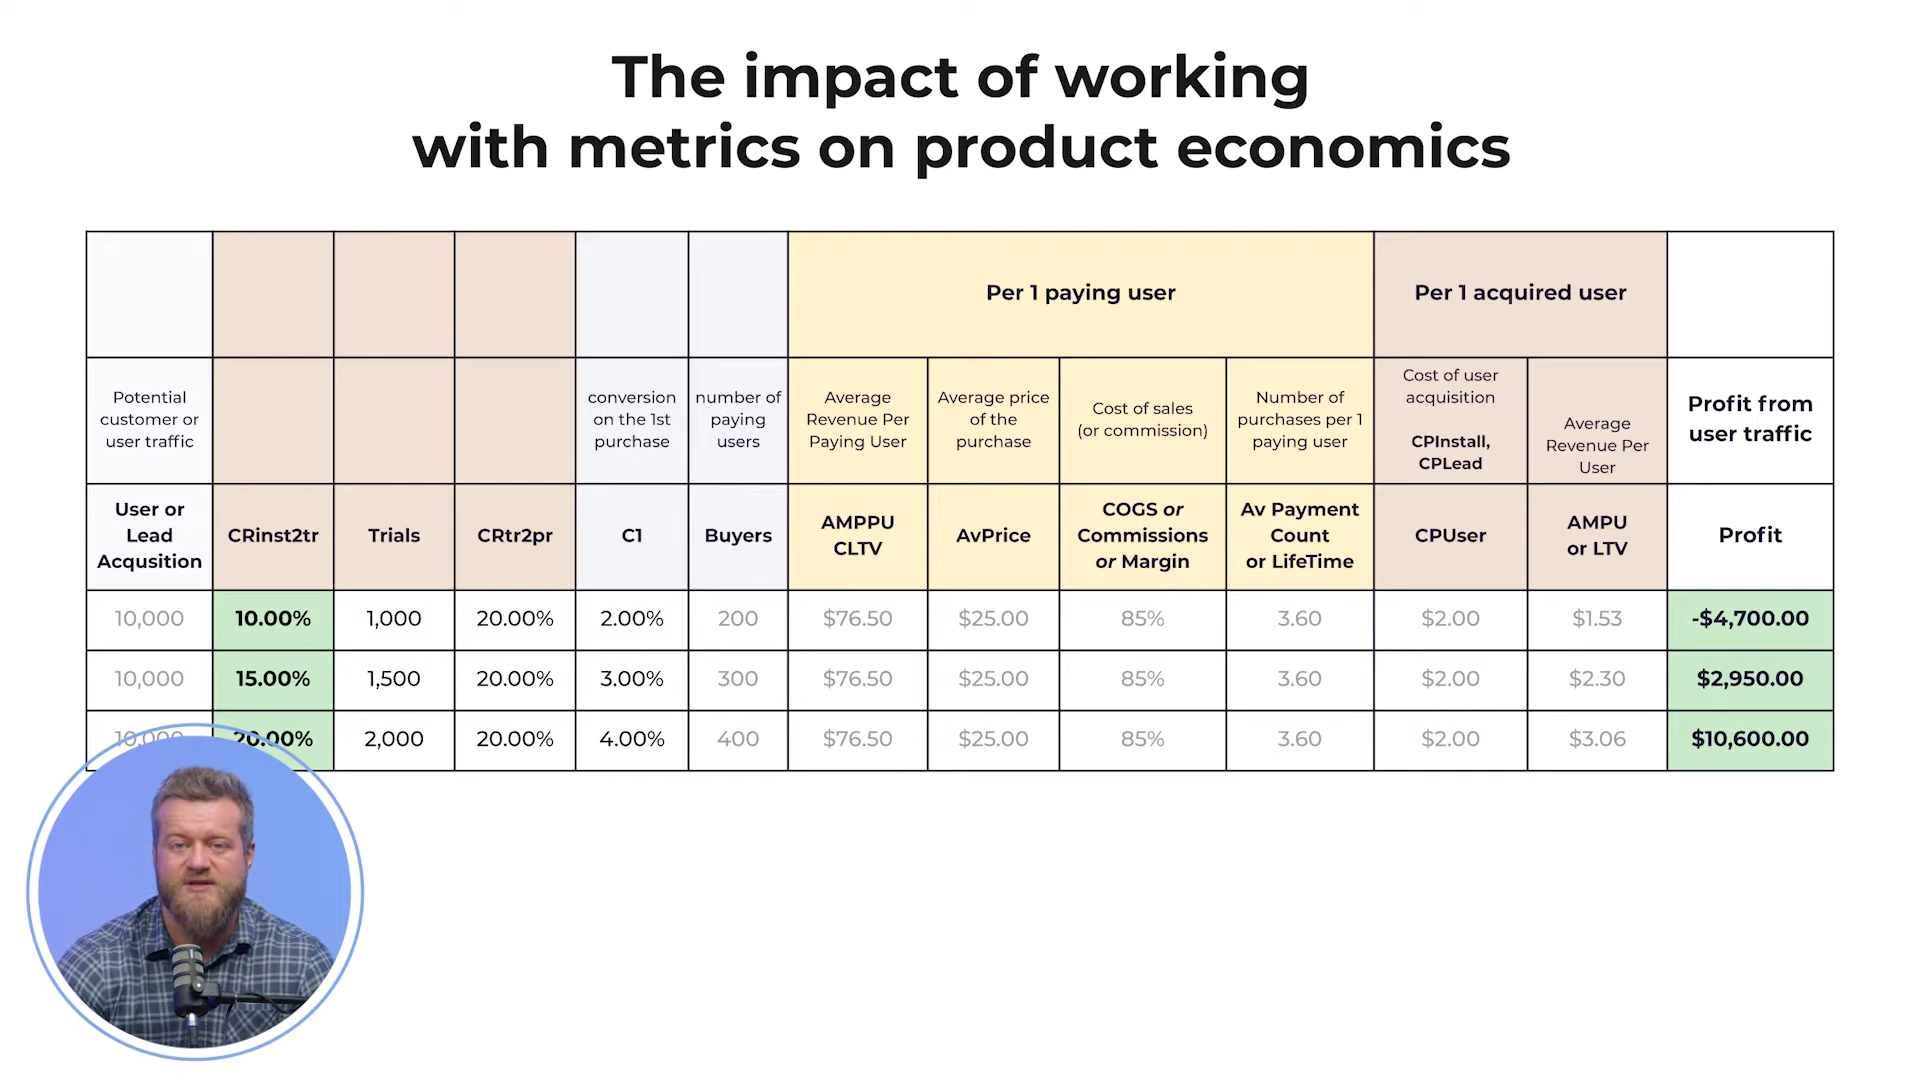 The impact of working
with metrics on product economics
Per 1 paying user
Per 1 acquired user
Potential
customer or
user traffic
conversion
on the 1st
purchase
number of
paying
users
Average
Revenue Per
Paying User
Average price
of the
purchase
Cost of sales
(or commission)
Number of
purchases per 1
paying user
Cost of user
acquisition
CPInstall,
CPLead
Average
Revenue Per
User
Profit from
user traffic
User or
Lead
Acqusition
CRinst2tr
Trials
CRtr2pr
C1
Buyers
AMPPU
CLTV
AvPrice
COGS or
Commissions
or Margin
Av Payment
Count
or LifeTime
CPUser
AMPU
or LTV
Profit
10,000 10.00% 1,000 20.00% 2.00% 200 $76.50 $25.00 85% 3.60 $2.00 $1.53 -$4,700.00
10,000 15.00% 1,500 20.00% 3.00% 300 $76.50 $25.00 85% 3.60 $2.00 $2.30 $2,950.00
10,000 20.00% 2,000 20.00% 4.00% 400 $76.50 $25.00 85% 3.60 $2.00 $3.06 $10,600.00